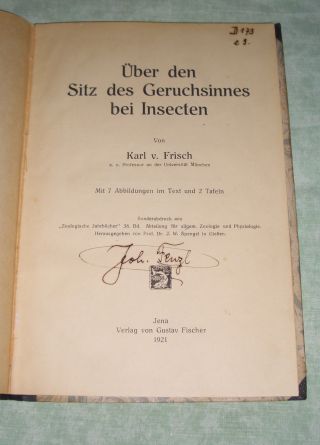 D 173
e 9.
Über den
Sitz des Geruchsinnes
bei Insecten
Von
Karl v. Frisch
a. o. Professor an der Universität München
Mit 7 Abbildungen im Text und 2 Tafeln
Sonderabdruck aus
„Zoologische Jahrbücher" 38. Bd. Abteilung für allgem. Zoologie und Physiologie.
Herausgegeben von Prof. Dr. J. W. Spengel in Gießen.
Joh. Fenzl
Jena
Verlag von Gustav Fischer
1921